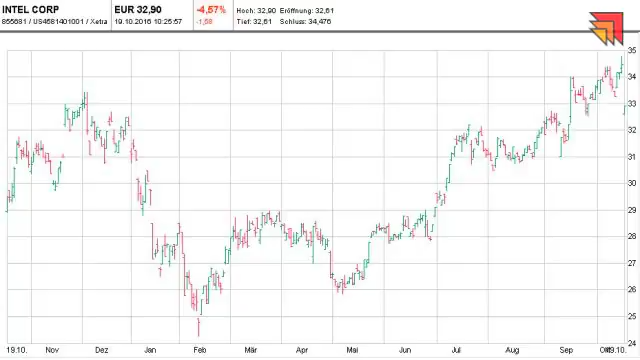 INTEL CORP
855681 / US4581401001 / Xetra
EUR 32,90
19.10.2016 10:25:57
-4,57%
-1,58
Hoch: 32,90 Eröffnung: 32,61
Tief: 32,61 Schluss: 34,476
35
34
33
32
31
30
29
28
27
26
25
24
19.10. Nov Dez Jan Feb Mar Apr Mai Jun Jul Aug Sep Okt 19.10.